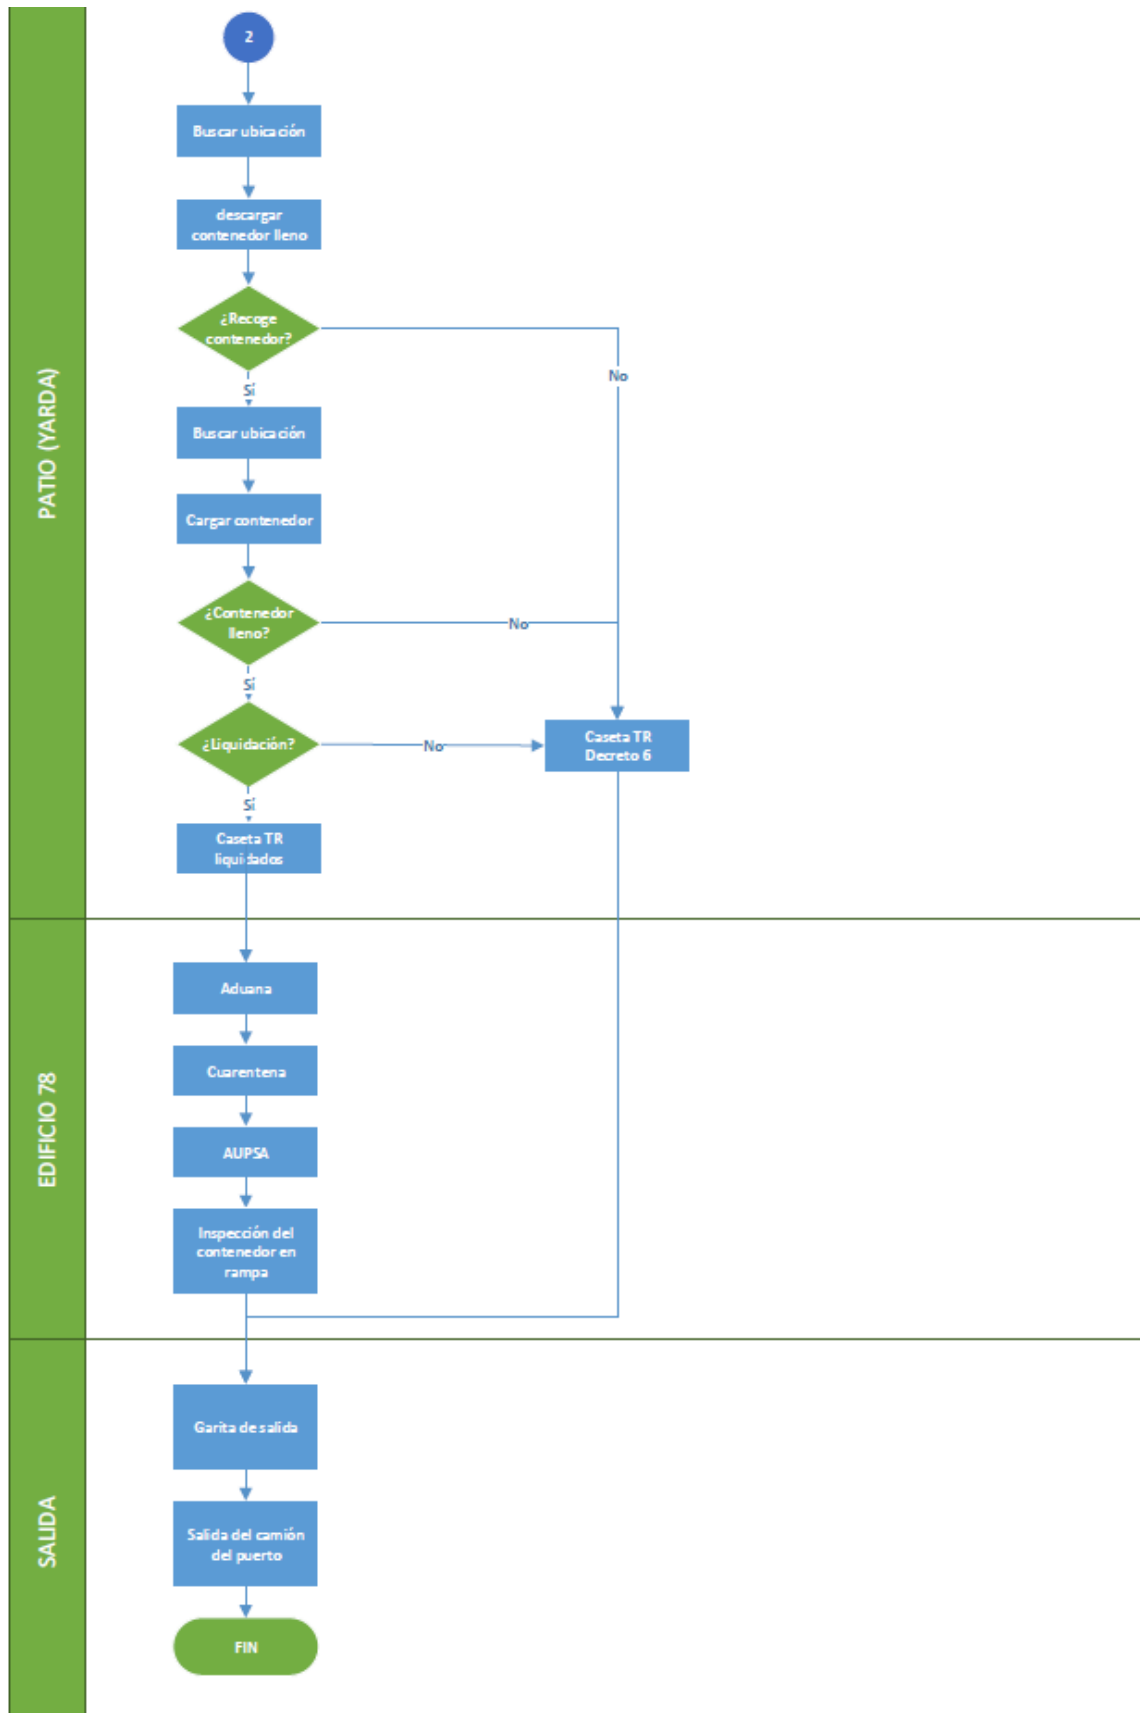 PATIO (YARDA)
2
Buscar ubicación
descargar
contenedor lleno
¿Recoge
contenedor?
No
Sí
Buscar ubicación
Cargar contenedor
¿Contenedor
lleno?
No
Sí
¿Liquidación?
No
Caseta TR
Decreto 6
Sí
Caseta TR
liquidados
EDIFICIO 78
Aduana
Cuarentena
AUPSA
Inspección del
contenedor en
rampa
SALIDA
Garita de salida
Salida del camión
del puerto
FIN